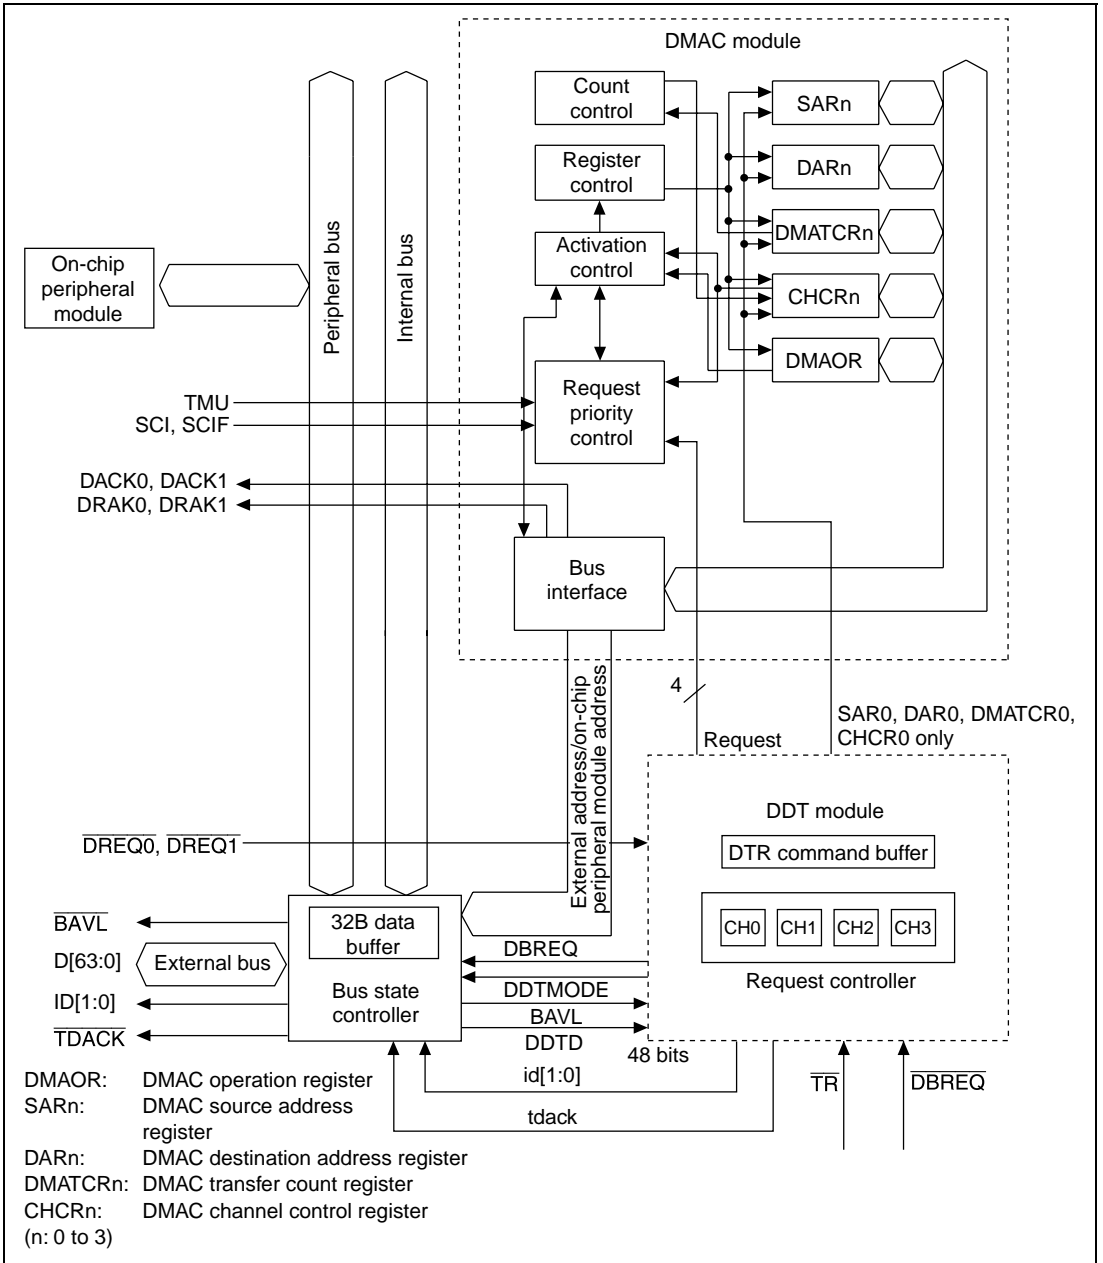 DMAC module
Count
control
SARn
Register
control
DARn
DMATCRn
Activation
control
CHCRn
DMAOR
On-chip
peripheral
module
Peripheral bus
Internal bus
Request
priority
control
TMU
SCI, SCIF
DACK0, DACK1
DRAK0, DRAK1
Bus
interface
4
Request
SAR0, DAR0, DMATCR0,
CHCR0 only
External address/on-chip
peripheral module address
DDT module
DTR command buffer
CH0 CH1 CH2 CH3
Request controller
DREQ0, DREQ1
BAVL
D[63:0]
External bus
ID[1:0]
TDACK
32B data
buffer
Bus state
controller
DBREQ
DDTMODE
BAVL
DDTD
48 bits
id[1:0]
tdack
TR
DBREQ
DMAOR: DMAC operation register
SARn: DMAC source address
register
DARn: DMAC destination address register
DMATCRn: DMAC transfer count register
CHCRn: DMAC channel control register
(n: 0 to 3)